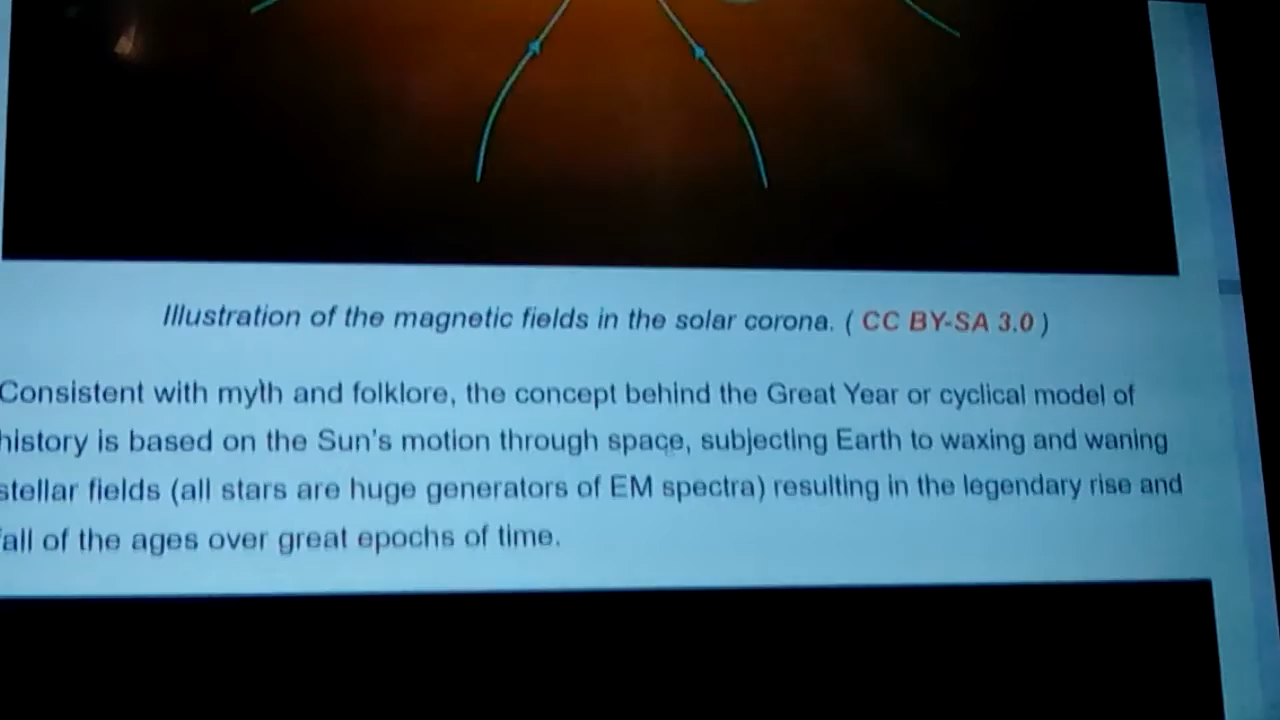 Illustration of the magnetic fields in the solar corona. ( CC BY-SA 3.0 )
Consistent with myth and folklore, the concept behind the Great Year or cyclical model of
history is based on the Sun's motion through space, subjecting Earth to waxing and waning
stellar fields (all stars are huge generators of EM spectra) resulting in the legendary rise and
fall of the ages over great epochs of time.